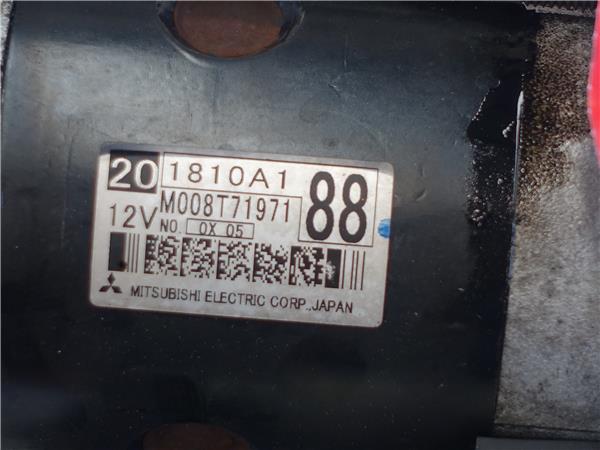 20 1810A1 88
12V M008T71971
NO. 0X 05
MITSUBISHI ELECTRIC CORP.,JAPAN